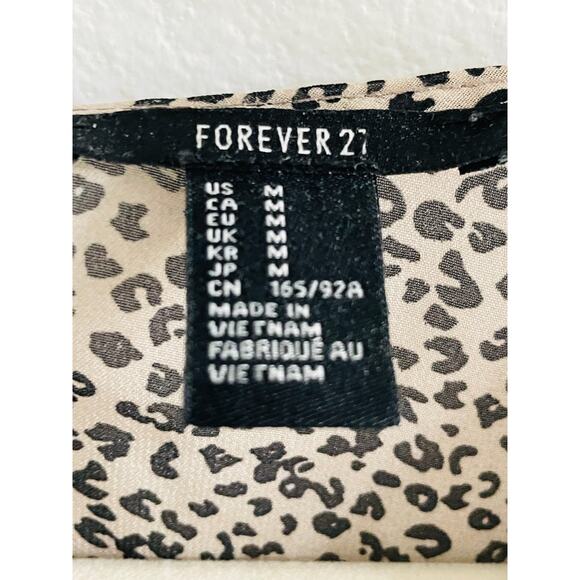 FOREVER 21
US M
CA M
EU M
UK M
KR M
JP M
CN 165/92A
MADE IN
VIETNAM
FABRIQUÉ AU
VIETNAM